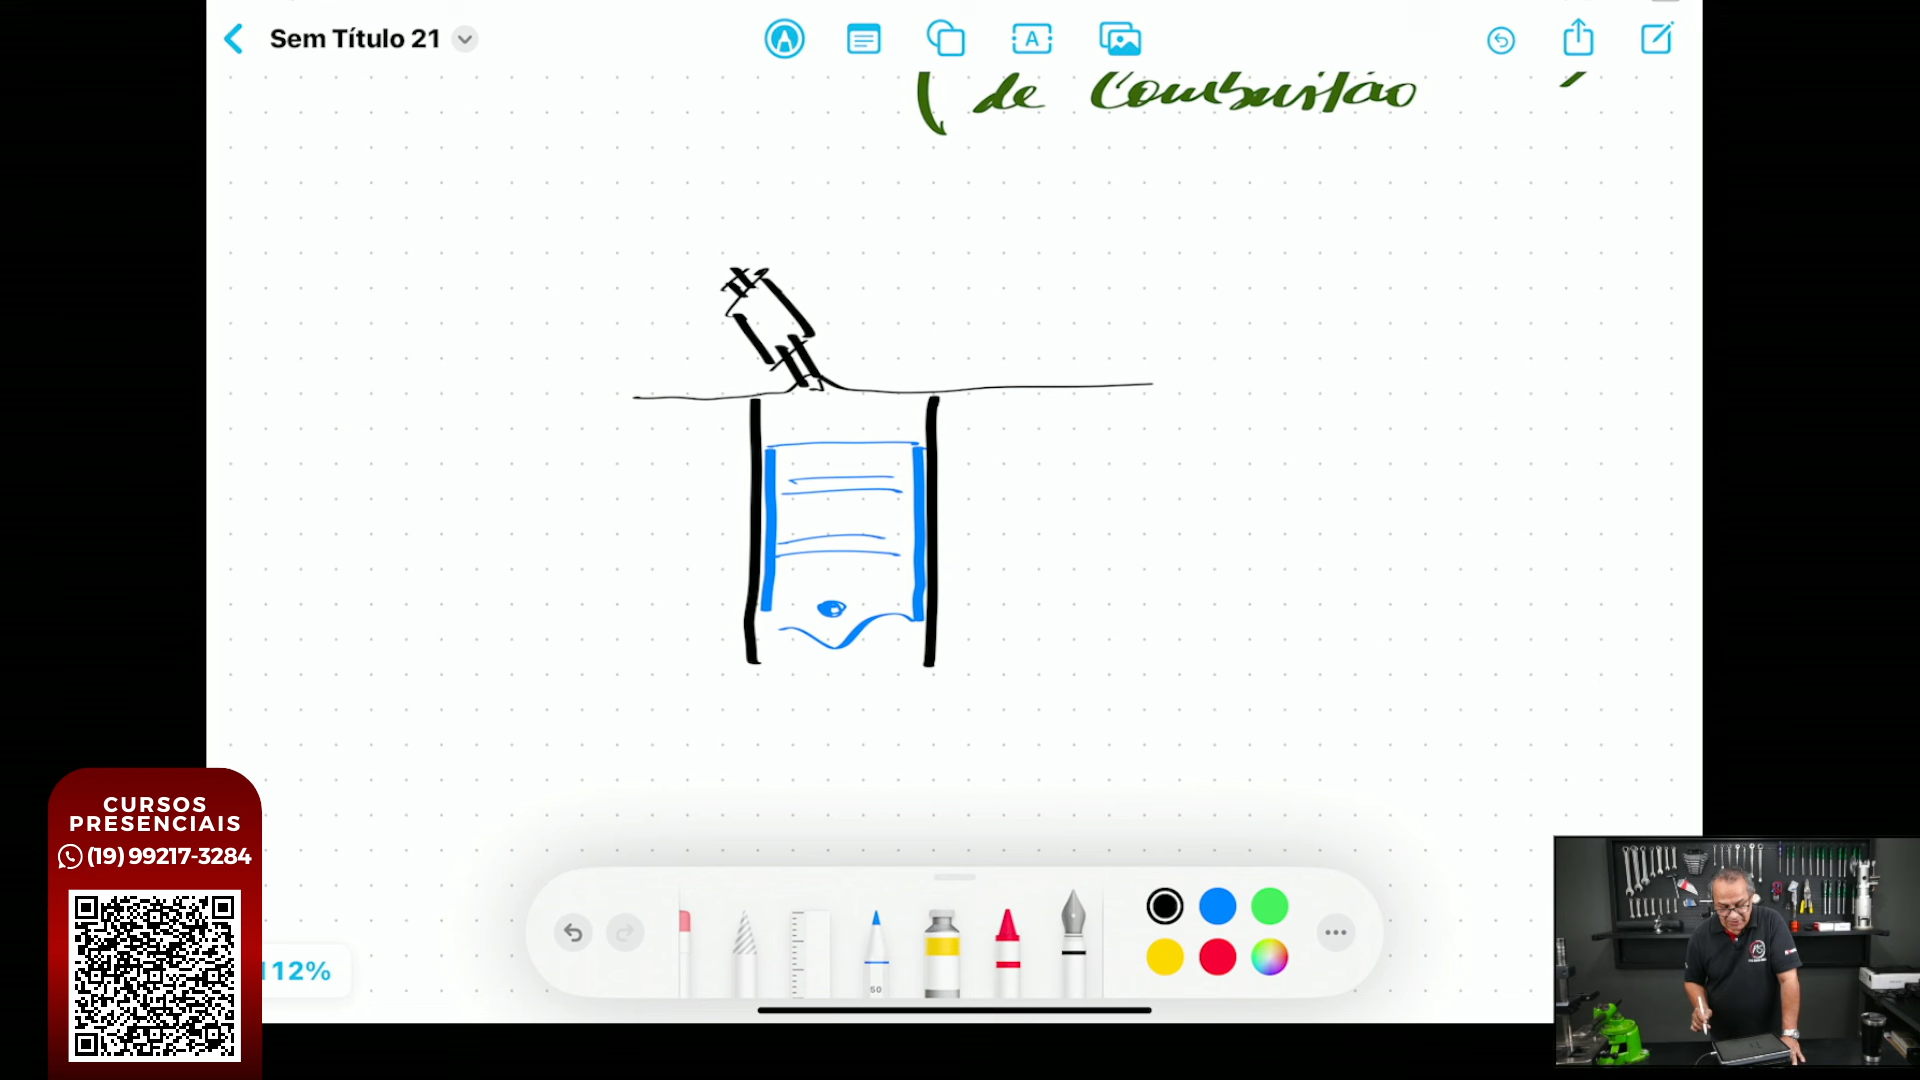 Sem Título 21
de Combustão
CURSOS
PRESENCIAIS
(19) 99217-3284
112%
50